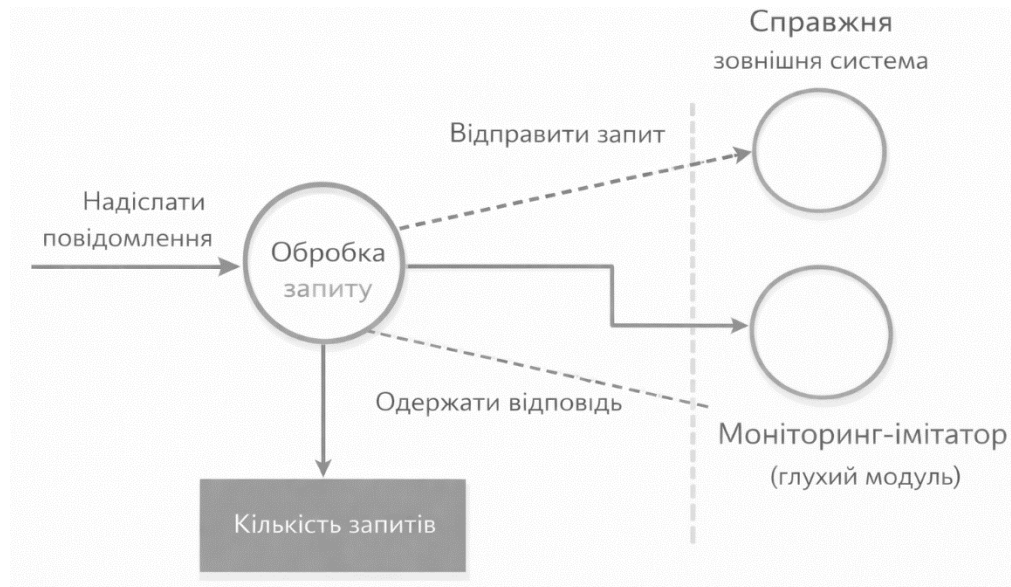 Справжня
зовнішня система
Відправити запит
Надіслати
повідомлення
Обробка
запиту
Одержати відповідь
Моніторинг-імітатор
(глухий модуль)
Кількість запитів